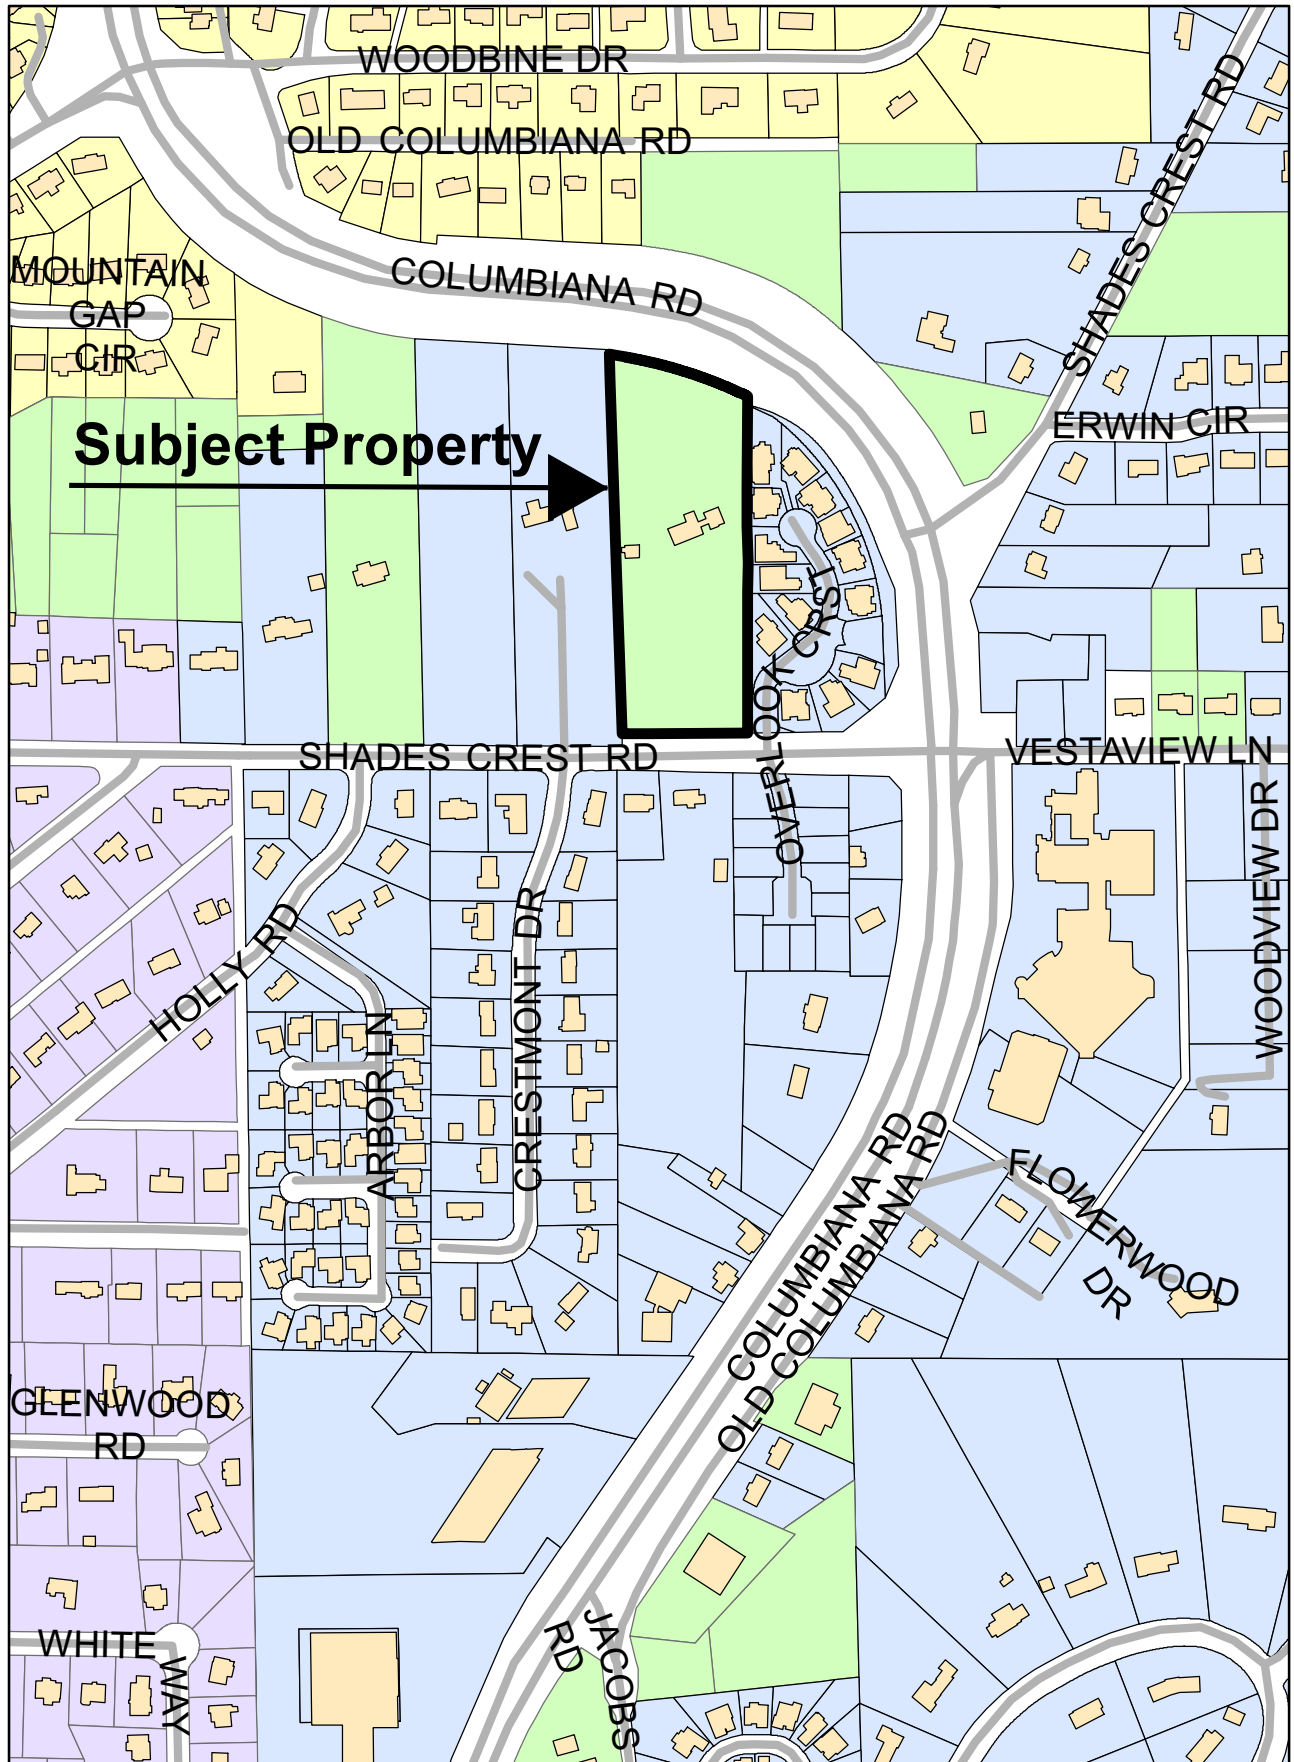 WOODBINE DR
OLD COLUMBIANA RD
SHADES CREST RD
MOUNTAIN
GAP
CIR
COLUMBIANA RD
ERWIN CIR
Subject Property
OVERLOOK CRST
SHADES CREST RD
VESTAVIEW LN
OVERLOOK
WOODVIEW DR
HOLLY RD
CRESTMONT DR
ARBOR LN
COLUMBIANA RD
OLD COLUMBIANA RD
FLOWERWOOD
DR
GLENWOOD
RD
WHITE WAY
JACOBS
RD